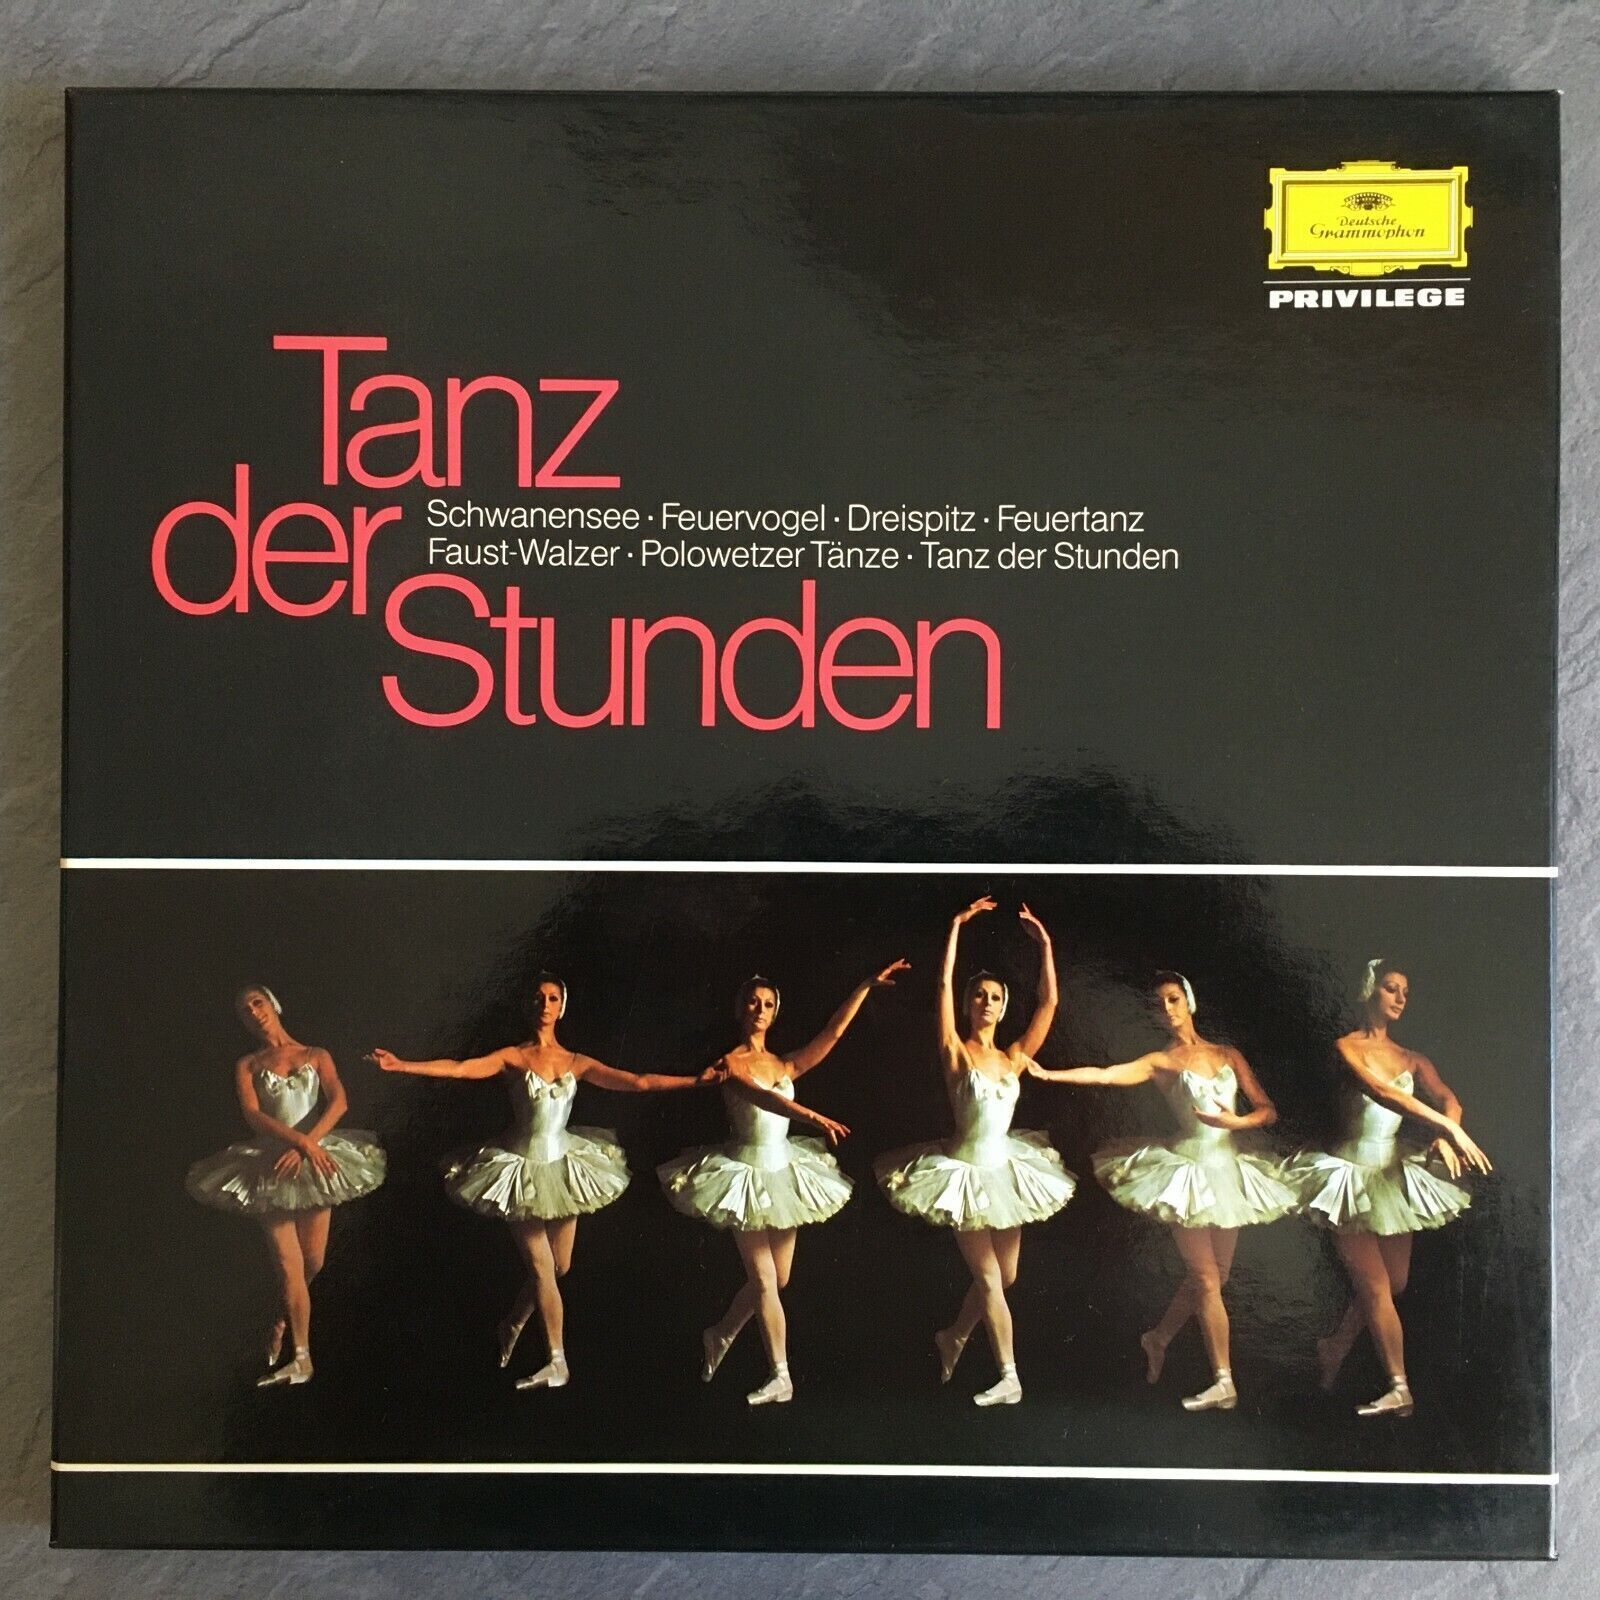 Deutsche
Grammophon
PRIVILEGE
Tanz
der
Stunden
Schwanensee · Feuervogel · Dreispitz · Feuertanz
Faust-Walzer · Polowetzer Tänze · Tanz der Stunden